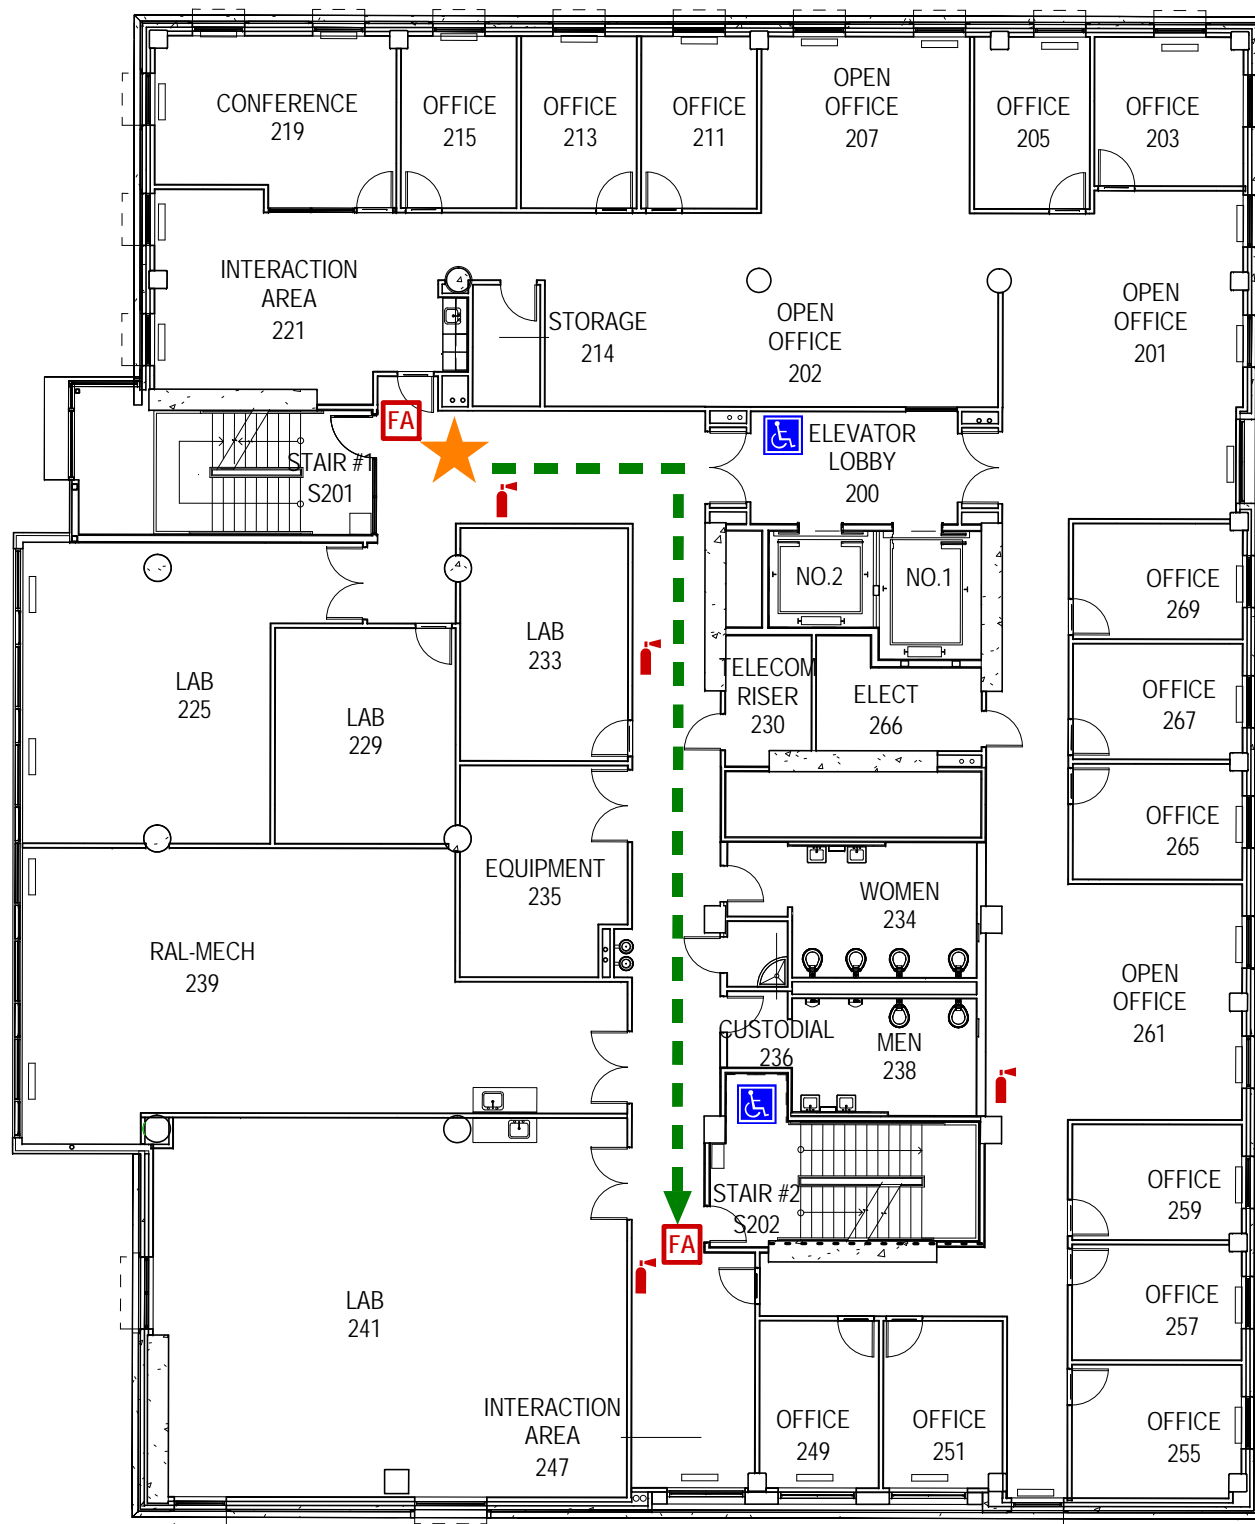 CONFERENCE
219
OFFICE
215
OFFICE
213
OFFICE
211
OPEN
OFFICE
207
OFFICE
205
OFFICE
203
INTERACTION
AREA
221
STORAGE
214
OPEN
OFFICE
202
OPEN
OFFICE
201
FA
STAIR #1
S201
ELEVATOR
LOBBY
200
NO.2
NO.1
OFFICE
269
LAB
233
LAB
225
LAB
229
TELECOM
RISER
230
ELECT
266
OFFICE
267
OFFICE
265
EQUIPMENT
235
WOMEN
234
RAL-MECH
239
OPEN
OFFICE
261
CUSTODIAL
236
MEN
238
STAIR #2
S202
FA
OFFICE
259
OFFICE
257
LAB
241
INTERACTION
AREA
247
OFFICE
249
OFFICE
251
OFFICE
255